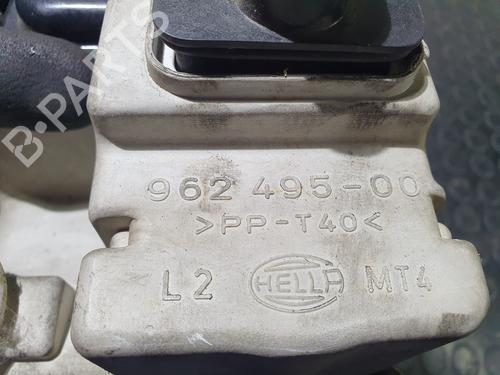 B-PARTS
962 495-00
>PP-T40<
L2 HELLA MT4